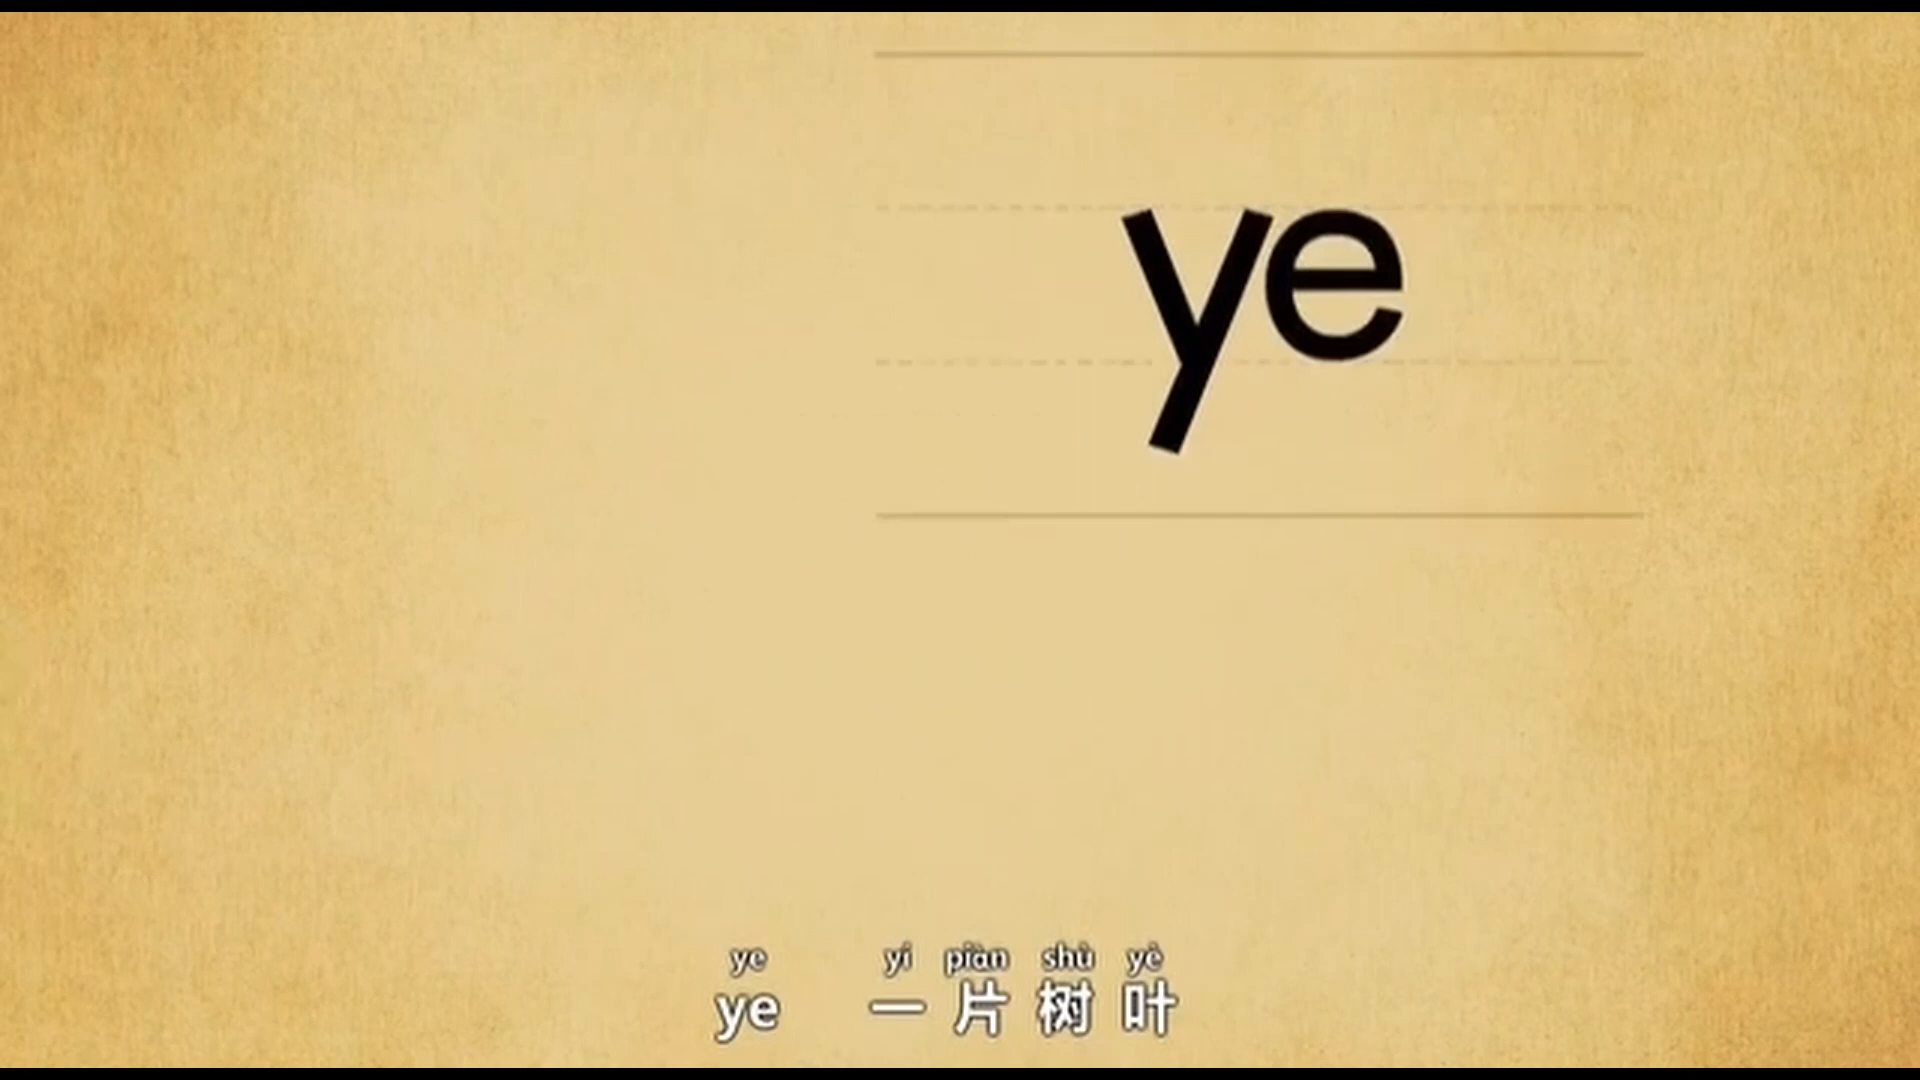 ye
ye yí piàn shù yè
ye 一片树叶